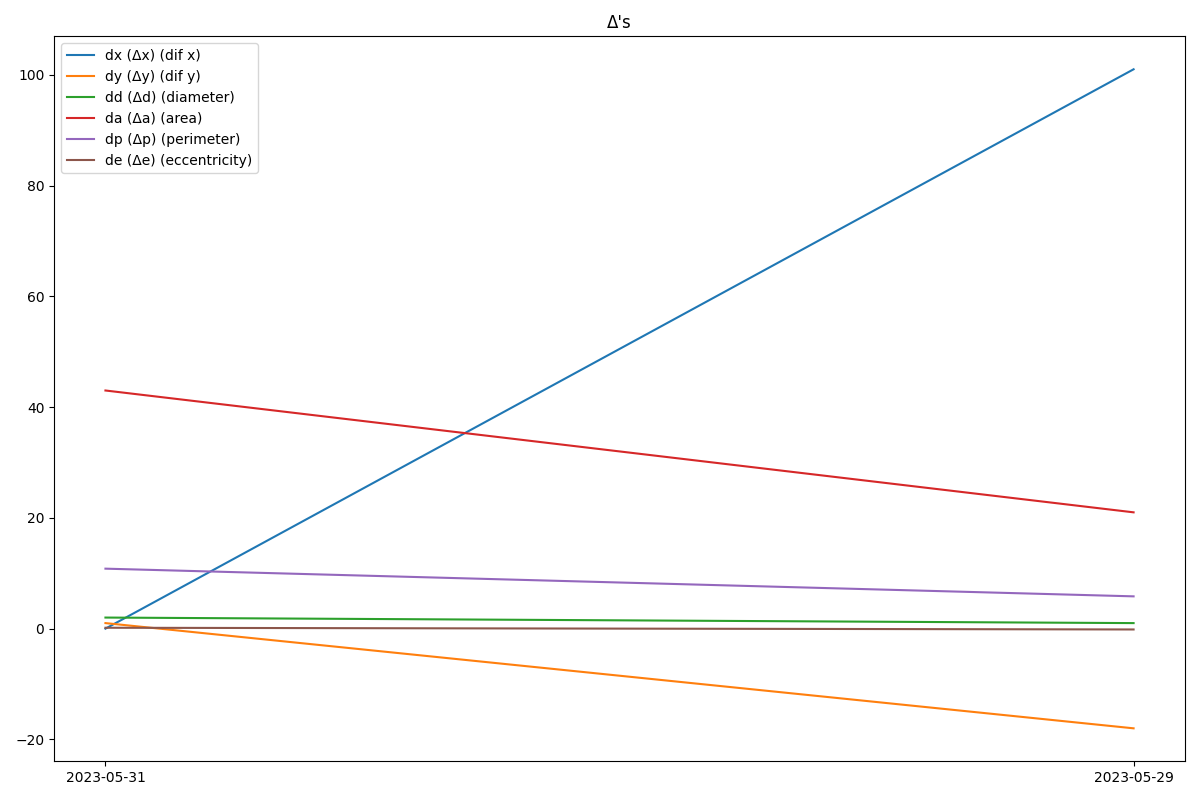 Δ's
dx (Δx) (dif x)
dy (Δy) (dif y)
dd (Δd) (diameter)
da (Δa) (area)
dp (Δp) (perimeter)
de (Δe) (eccentricity)
100
80
60
40
20
0
−20
2023-05-31
2023-05-29